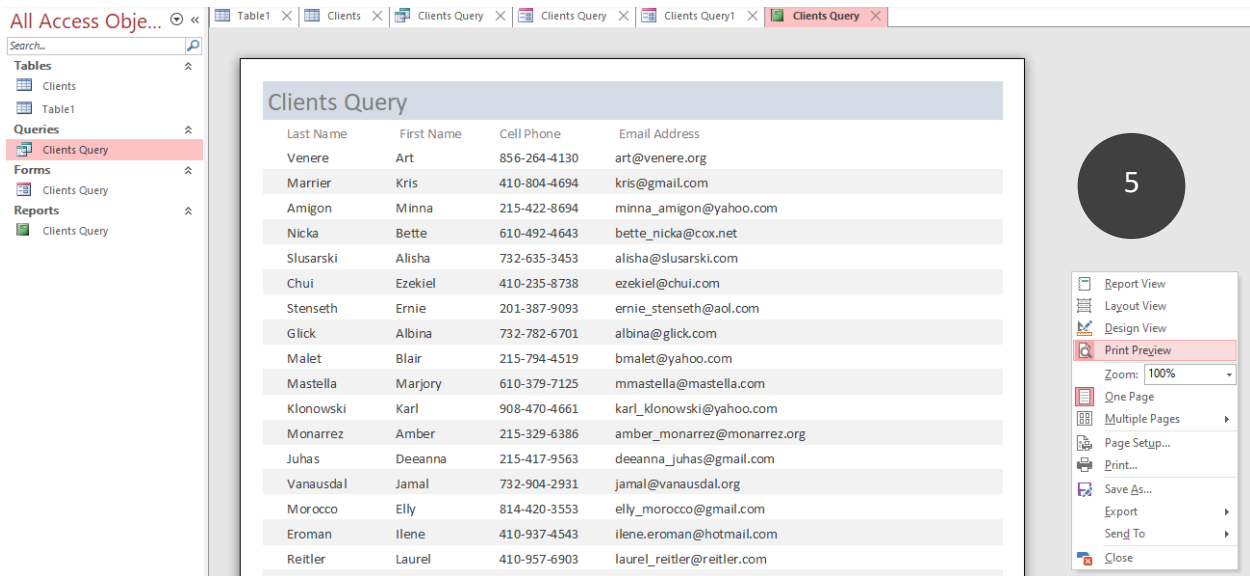 All Access Obje... «
Search...
Tables
Clients
Table1
Queries
Clients Query
Forms
Clients Query
Reports
Clients Query
Table1 Clients Clients Query Clients Query Clients Query1 Clients Query
Clients Query
Last Name First Name Cell Phone Email Address
Venere Art 856-264-4130 art@venere.org
Marrier Kris 410-804-4694 kris@gmail.com
Amigon Minna 215-422-8694 minna_amigon@yahoo.com
Nicka Bette 610-492-4643 bette_nicka@cox.net
Slusarski Alisha 732-635-3453 alisha@slusarski.com
Chui Ezekiel 410-235-8738 ezekiel@chui.com
Stenseth Ernie 201-387-9093 ernie_stenseth@aol.com
Glick Albina 732-782-6701 albina@glick.com
Malet Blair 215-794-4519 bmalet@yahoo.com
Mastella Marjory 610-379-7125 mmastella@mastella.com
Klonowski Karl 908-470-4661 karl_klonowski@yahoo.com
Monarrez Amber 215-329-6386 amber_monarrez@monarrez.org
Juhas Deeanna 215-417-9563 deeanna_juhas@gmail.com
Vanausdal Jamal 732-904-2931 jamal@vanausdal.org
Morocco Elly 814-420-3553 elly_morocco@gmail.com
Eroman Ilene 410-937-4543 ilene.eroman@hotmail.com
Reitler Laurel 410-957-6903 laurel_reitler@reitler.com
5
Report View
Layout View
Design View
Print Preview
Zoom: 100%
One Page
Multiple Pages
Page Setup...
Print...
Save As...
Export
Send To
Close